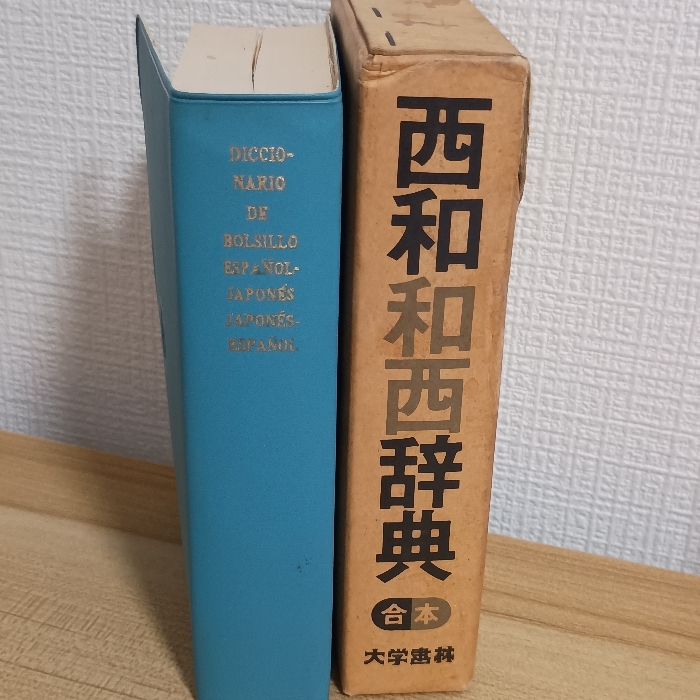 DICCIO-
NARIO
DE
BOLSILLO
ESPAÑOL-
JAPONÉS
JAPONÉS-
ESPAÑOL
西和和西辞典
合本
大学書林